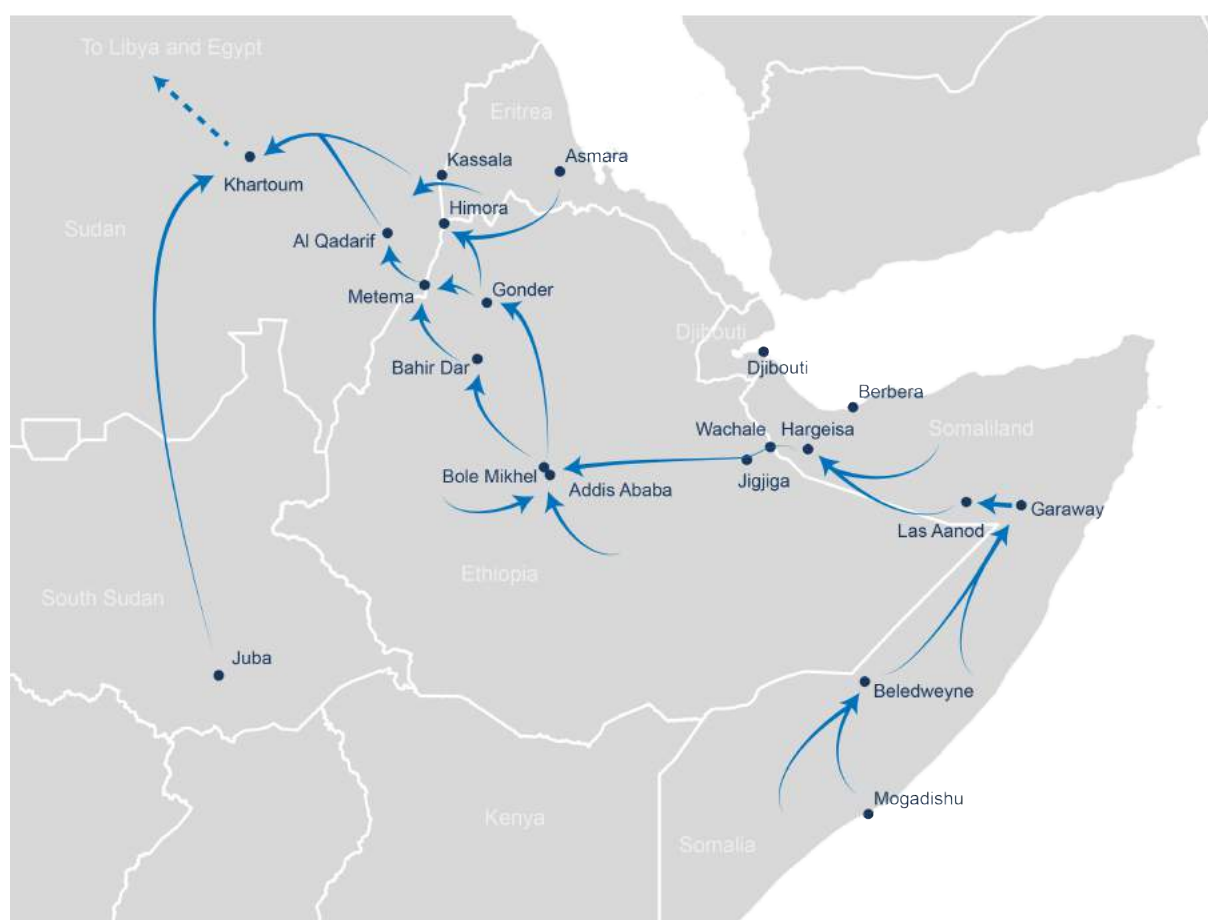 To Libya and Egypt
Eritrea
Kassala
Asmara
Khartoum
Himora
Sudan
Al Qadarif
Metema
Gonder
Djibouti
Djibouti
Bahir Dar
Berbera
Wachale
Hargeisa
Somaliland
Bole Mikhel
Addis Ababa
Jigjiga
Garaway
Las Aanod
Ethiopia
South Sudan
Juba
Beledweyne
Mogadishu
Kenya
Somalia